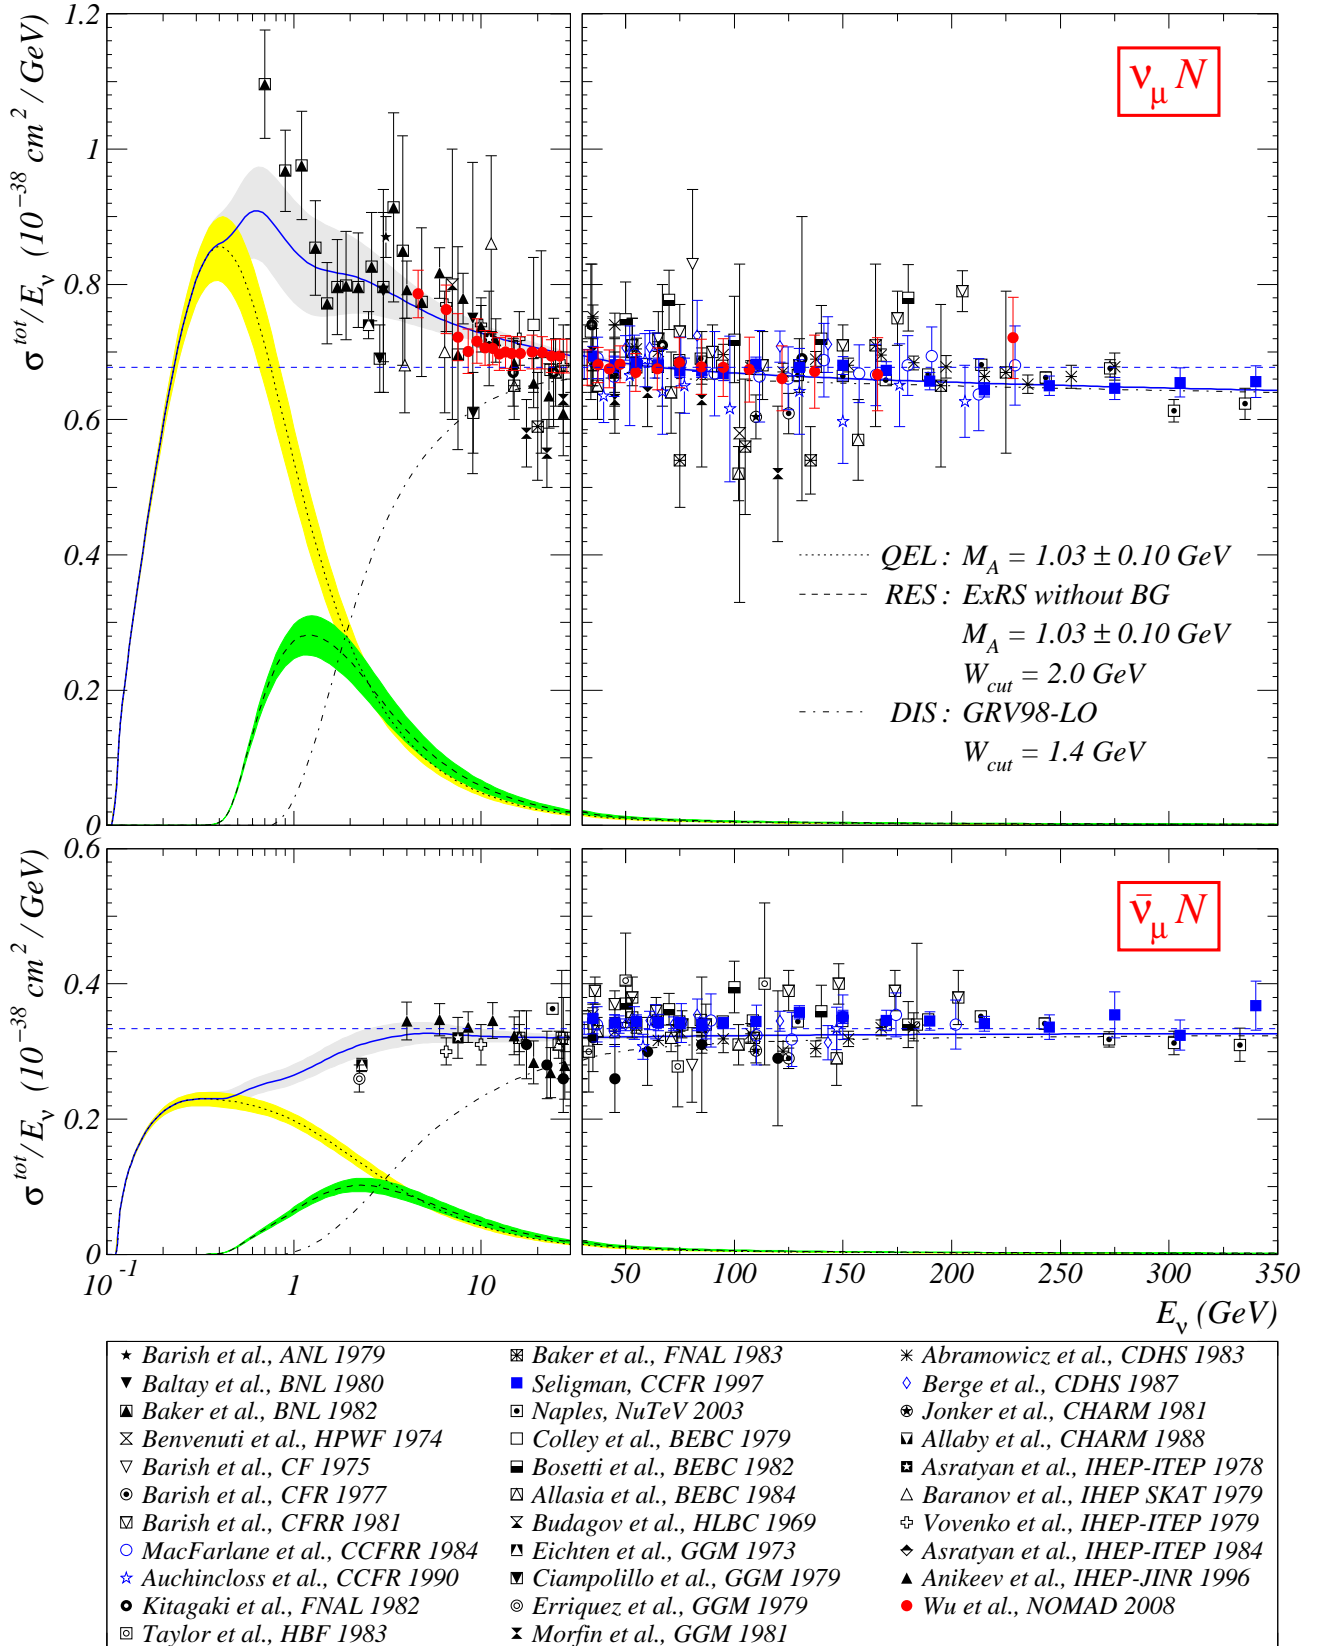 σ^tot/E_ν (10^−38 cm^2 / GeV)
1.2
1
0.8
0.6
0.4
0.2
0
ν_μ N
QEL : M_A = 1.03 ± 0.10 GeV
RES : ExRS without BG
M_A = 1.03 ± 0.10 GeV
W_cut = 2.0 GeV
DIS : GRV98-LO
W_cut = 1.4 GeV
σ^tot/E_ν (10^−38 cm^2 / GeV)
0.6
0.4
0.2
0
ν̄_μ N
10^−1 1 10 50 100 150 200 250 300 350
E_ν (GeV)
Barish et al., ANL 1979
Baltay et al., BNL 1980
Baker et al., BNL 1982
Benvenuti et al., HPWF 1974
Barish et al., CF 1975
Barish et al., CFR 1977
Barish et al., CFRR 1981
MacFarlane et al., CCFRR 1984
Auchincloss et al., CCFR 1990
Kitagaki et al., FNAL 1982
Taylor et al., HBF 1983
Baker et al., FNAL 1983
Seligman, CCFR 1997
Naples, NuTeV 2003
Colley et al., BEBC 1979
Bosetti et al., BEBC 1982
Allasia et al., BEBC 1984
Budagov et al., HLBC 1969
Eichten et al., GGM 1973
Ciampolillo et al., GGM 1979
Erriquez et al., GGM 1979
Morfin et al., GGM 1981
Abramowicz et al., CDHS 1983
Berge et al., CDHS 1987
Jonker et al., CHARM 1981
Allaby et al., CHARM 1988
Asratyan et al., IHEP-ITEP 1978
Baranov et al., IHEP SKAT 1979
Vovenko et al., IHEP-ITEP 1979
Asratyan et al., IHEP-ITEP 1984
Anikeev et al., IHEP-JINR 1996
Wu et al., NOMAD 2008